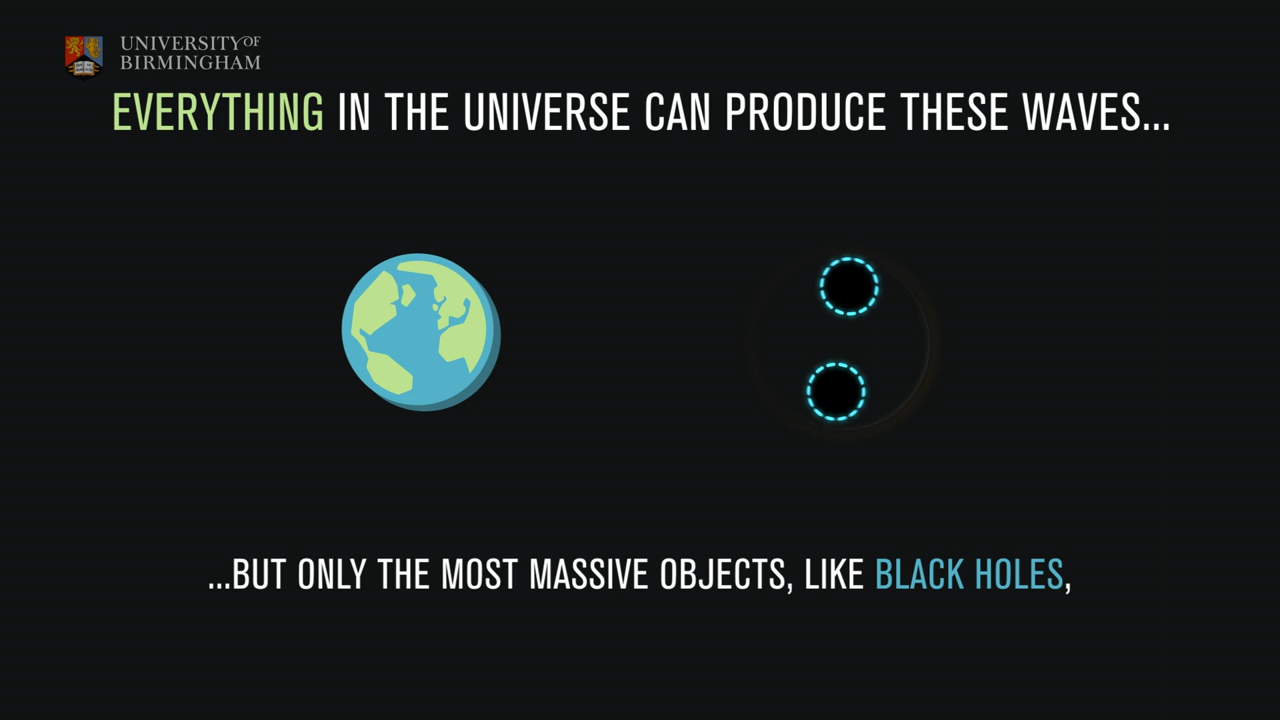 UNIVERSITY OF
BIRMINGHAM
EVERYTHING IN THE UNIVERSE CAN PRODUCE THESE WAVES...
...BUT ONLY THE MOST MASSIVE OBJECTS, LIKE BLACK HOLES,